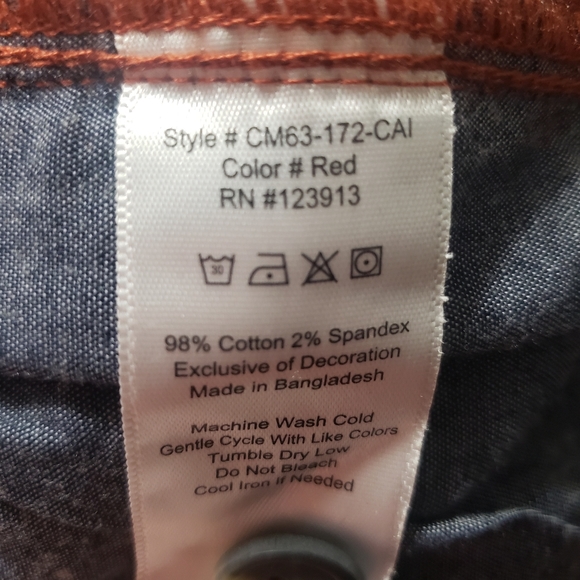 Style # CM63-172-CAI
Color # Red
RN #123913
30
98% Cotton 2% Spandex
Exclusive of Decoration
Made in Bangladesh
Machine Wash Cold
Gentle Cycle With Like Colors
Tumble Dry Low
Do Not Bleach
Cool Iron if Needed